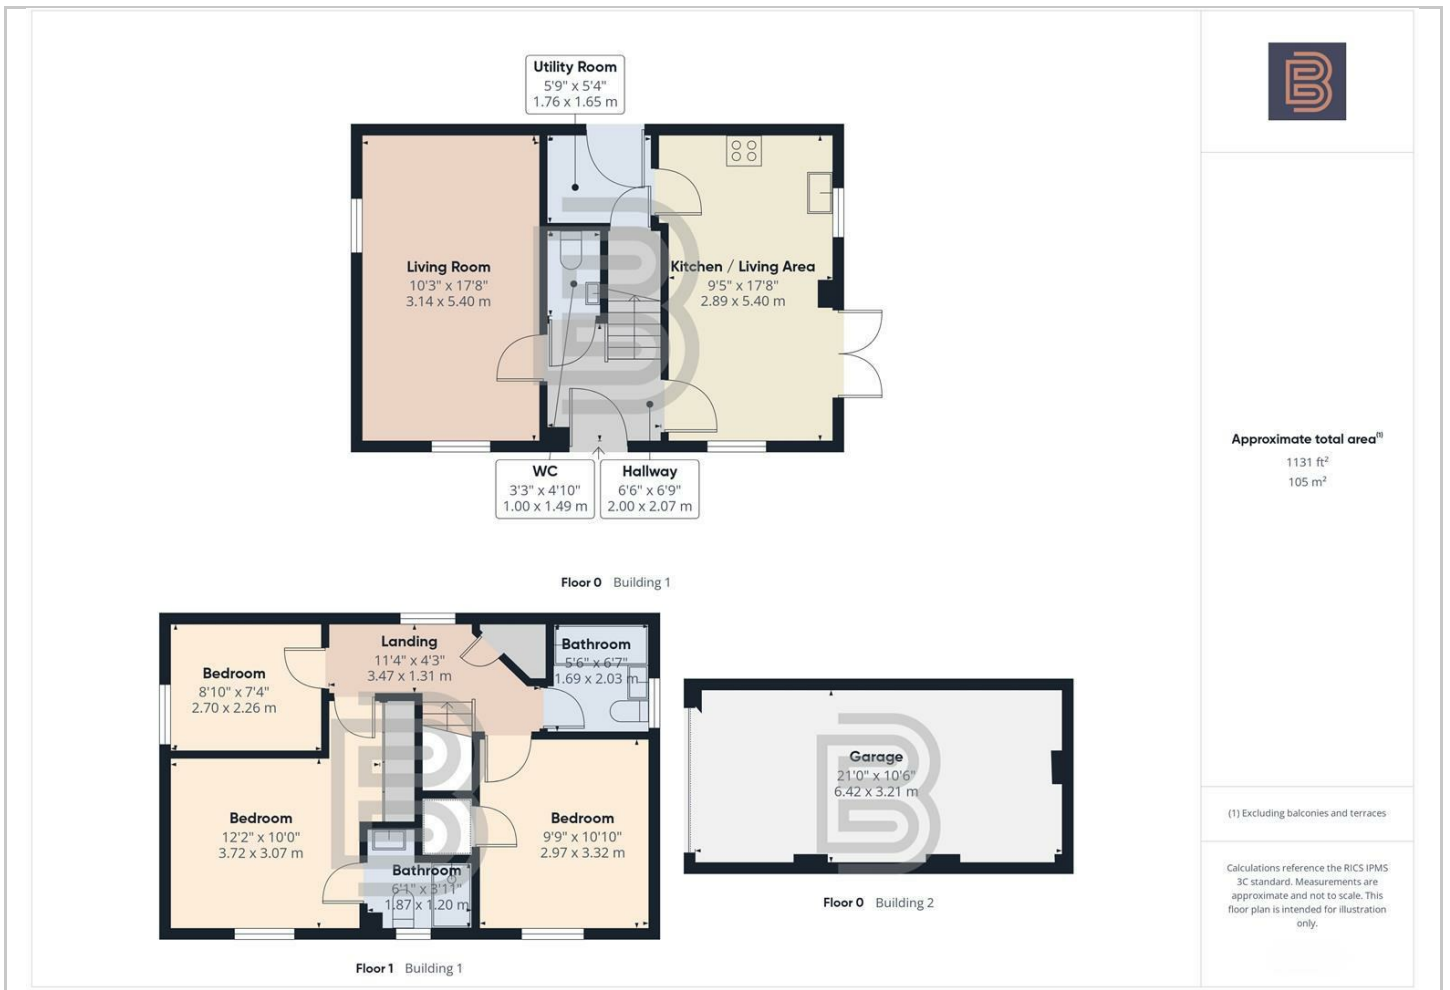 Utility Room
5'9" x 5'4"
1.76 x 1.65 m
Living Room
10'3" x 17'8"
3.14 x 5.40 m
Kitchen / Living Area
9'5" x 17'8"
2.89 x 5.40 m
WC
3'3" x 4'10"
1.00 x 1.49 m
Hallway
6'6" x 6'9"
2.00 x 2.07 m
Floor 0 Building 1
Landing
11'4" x 4'3"
3.47 x 1.31 m
Bathroom
5'6" x 6'7"
1.69 x 2.03 m
Bedroom
8'10" x 7'4"
2.70 x 2.26 m
Bedroom
12'2" x 10'0"
3.72 x 3.07 m
Bedroom
9'9" x 10'10"
2.97 x 3.32 m
Bathroom
6'1" x 3'11"
1.87 x 1.20 m
Floor 1 Building 1
Garage
21'0" x 10'6"
6.42 x 3.21 m
Floor 0 Building 2
Approximate total area(1)
1131 ft²
105 m²
(1) Excluding balconies and terraces
Calculations reference the RICS IPMS
3C standard. Measurements are
approximate and not to scale. This
floor plan is intended for illustration
only.